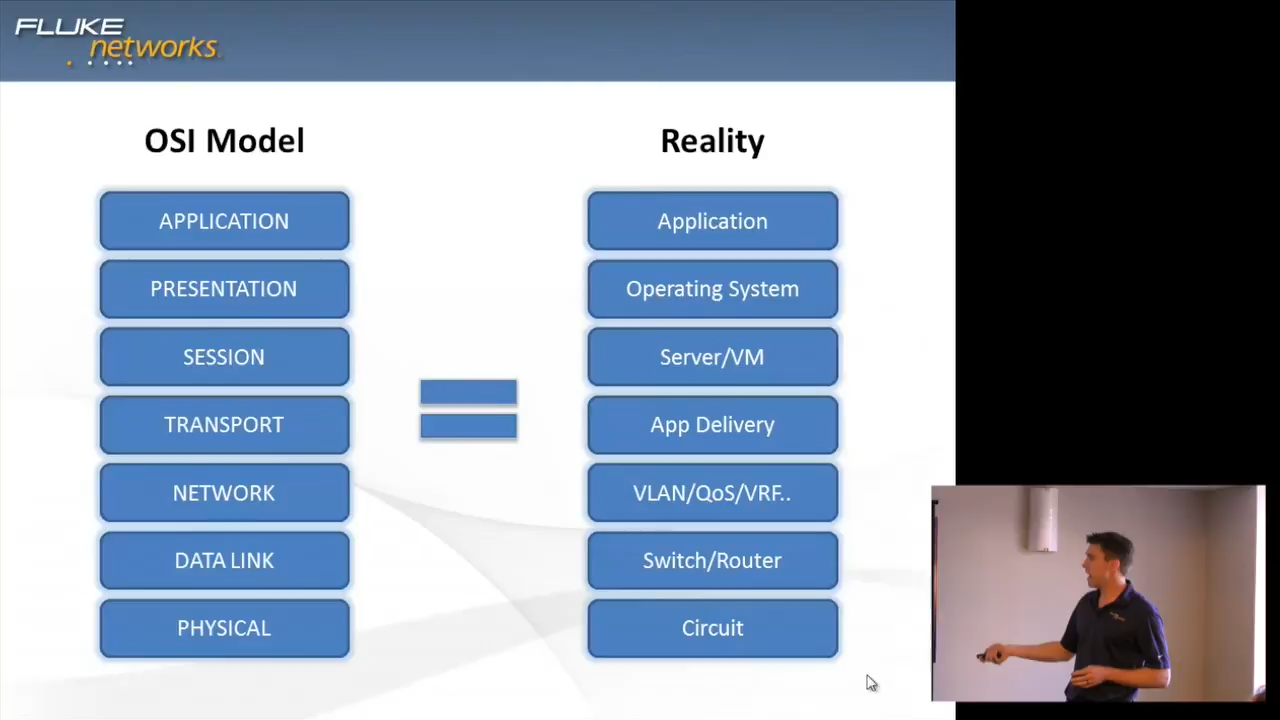 FLUKE
networks
OSI Model
APPLICATION
PRESENTATION
SESSION
TRANSPORT
NETWORK
DATA LINK
PHYSICAL
Reality
Application
Operating System
Server/VM
App Delivery
VLAN/QoS/VRF..
Switch/Router
Circuit